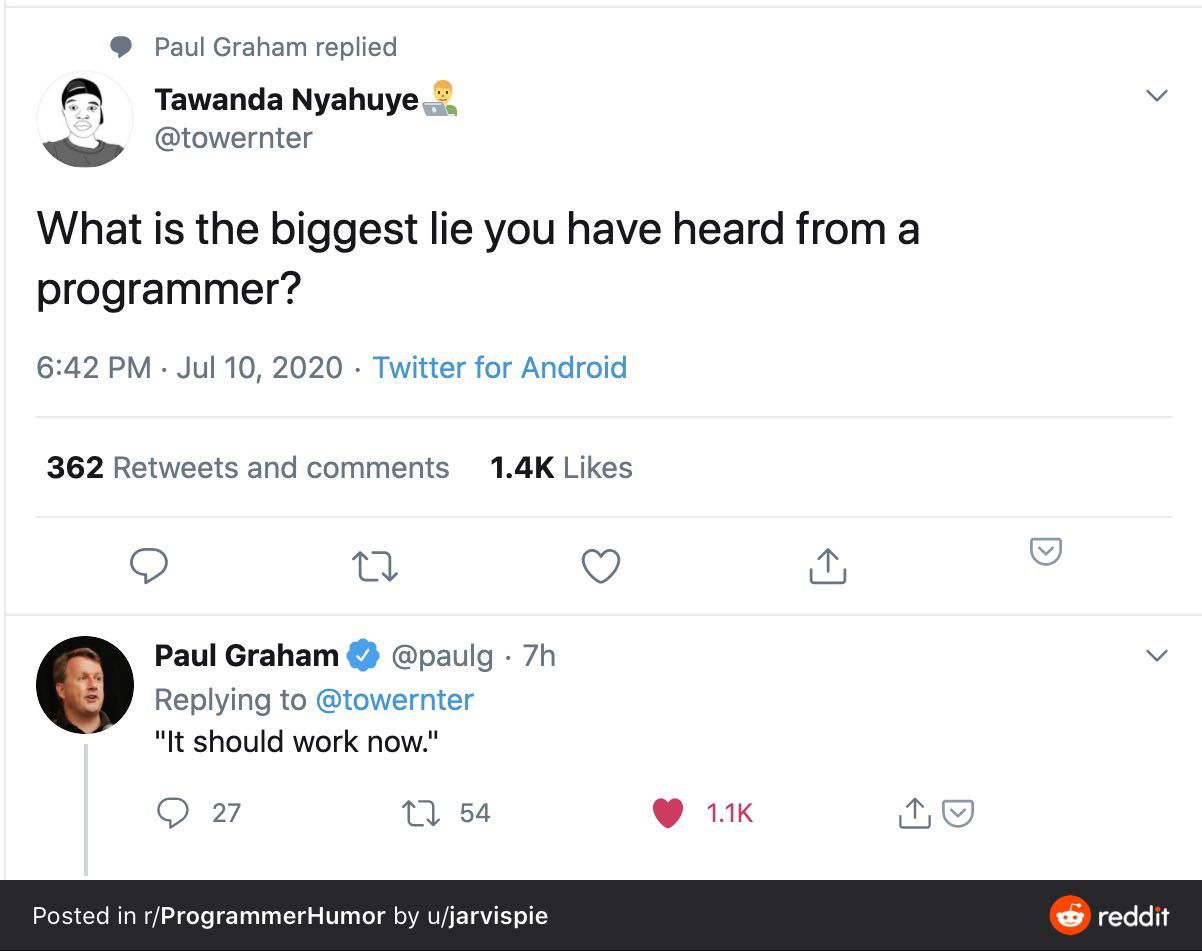 Paul Graham replied
Tawanda Nyahuye
@towernter
What is the biggest lie you have heard from a
programmer?
6:42 PM · Jul 10, 2020 · Twitter for Android
362 Retweets and comments 1.4K Likes
Paul Graham @paulg · 7h
Replying to @towernter
"It should work now."
27 54 1.1K
Posted in r/ProgrammerHumor by u/jarvispie reddit